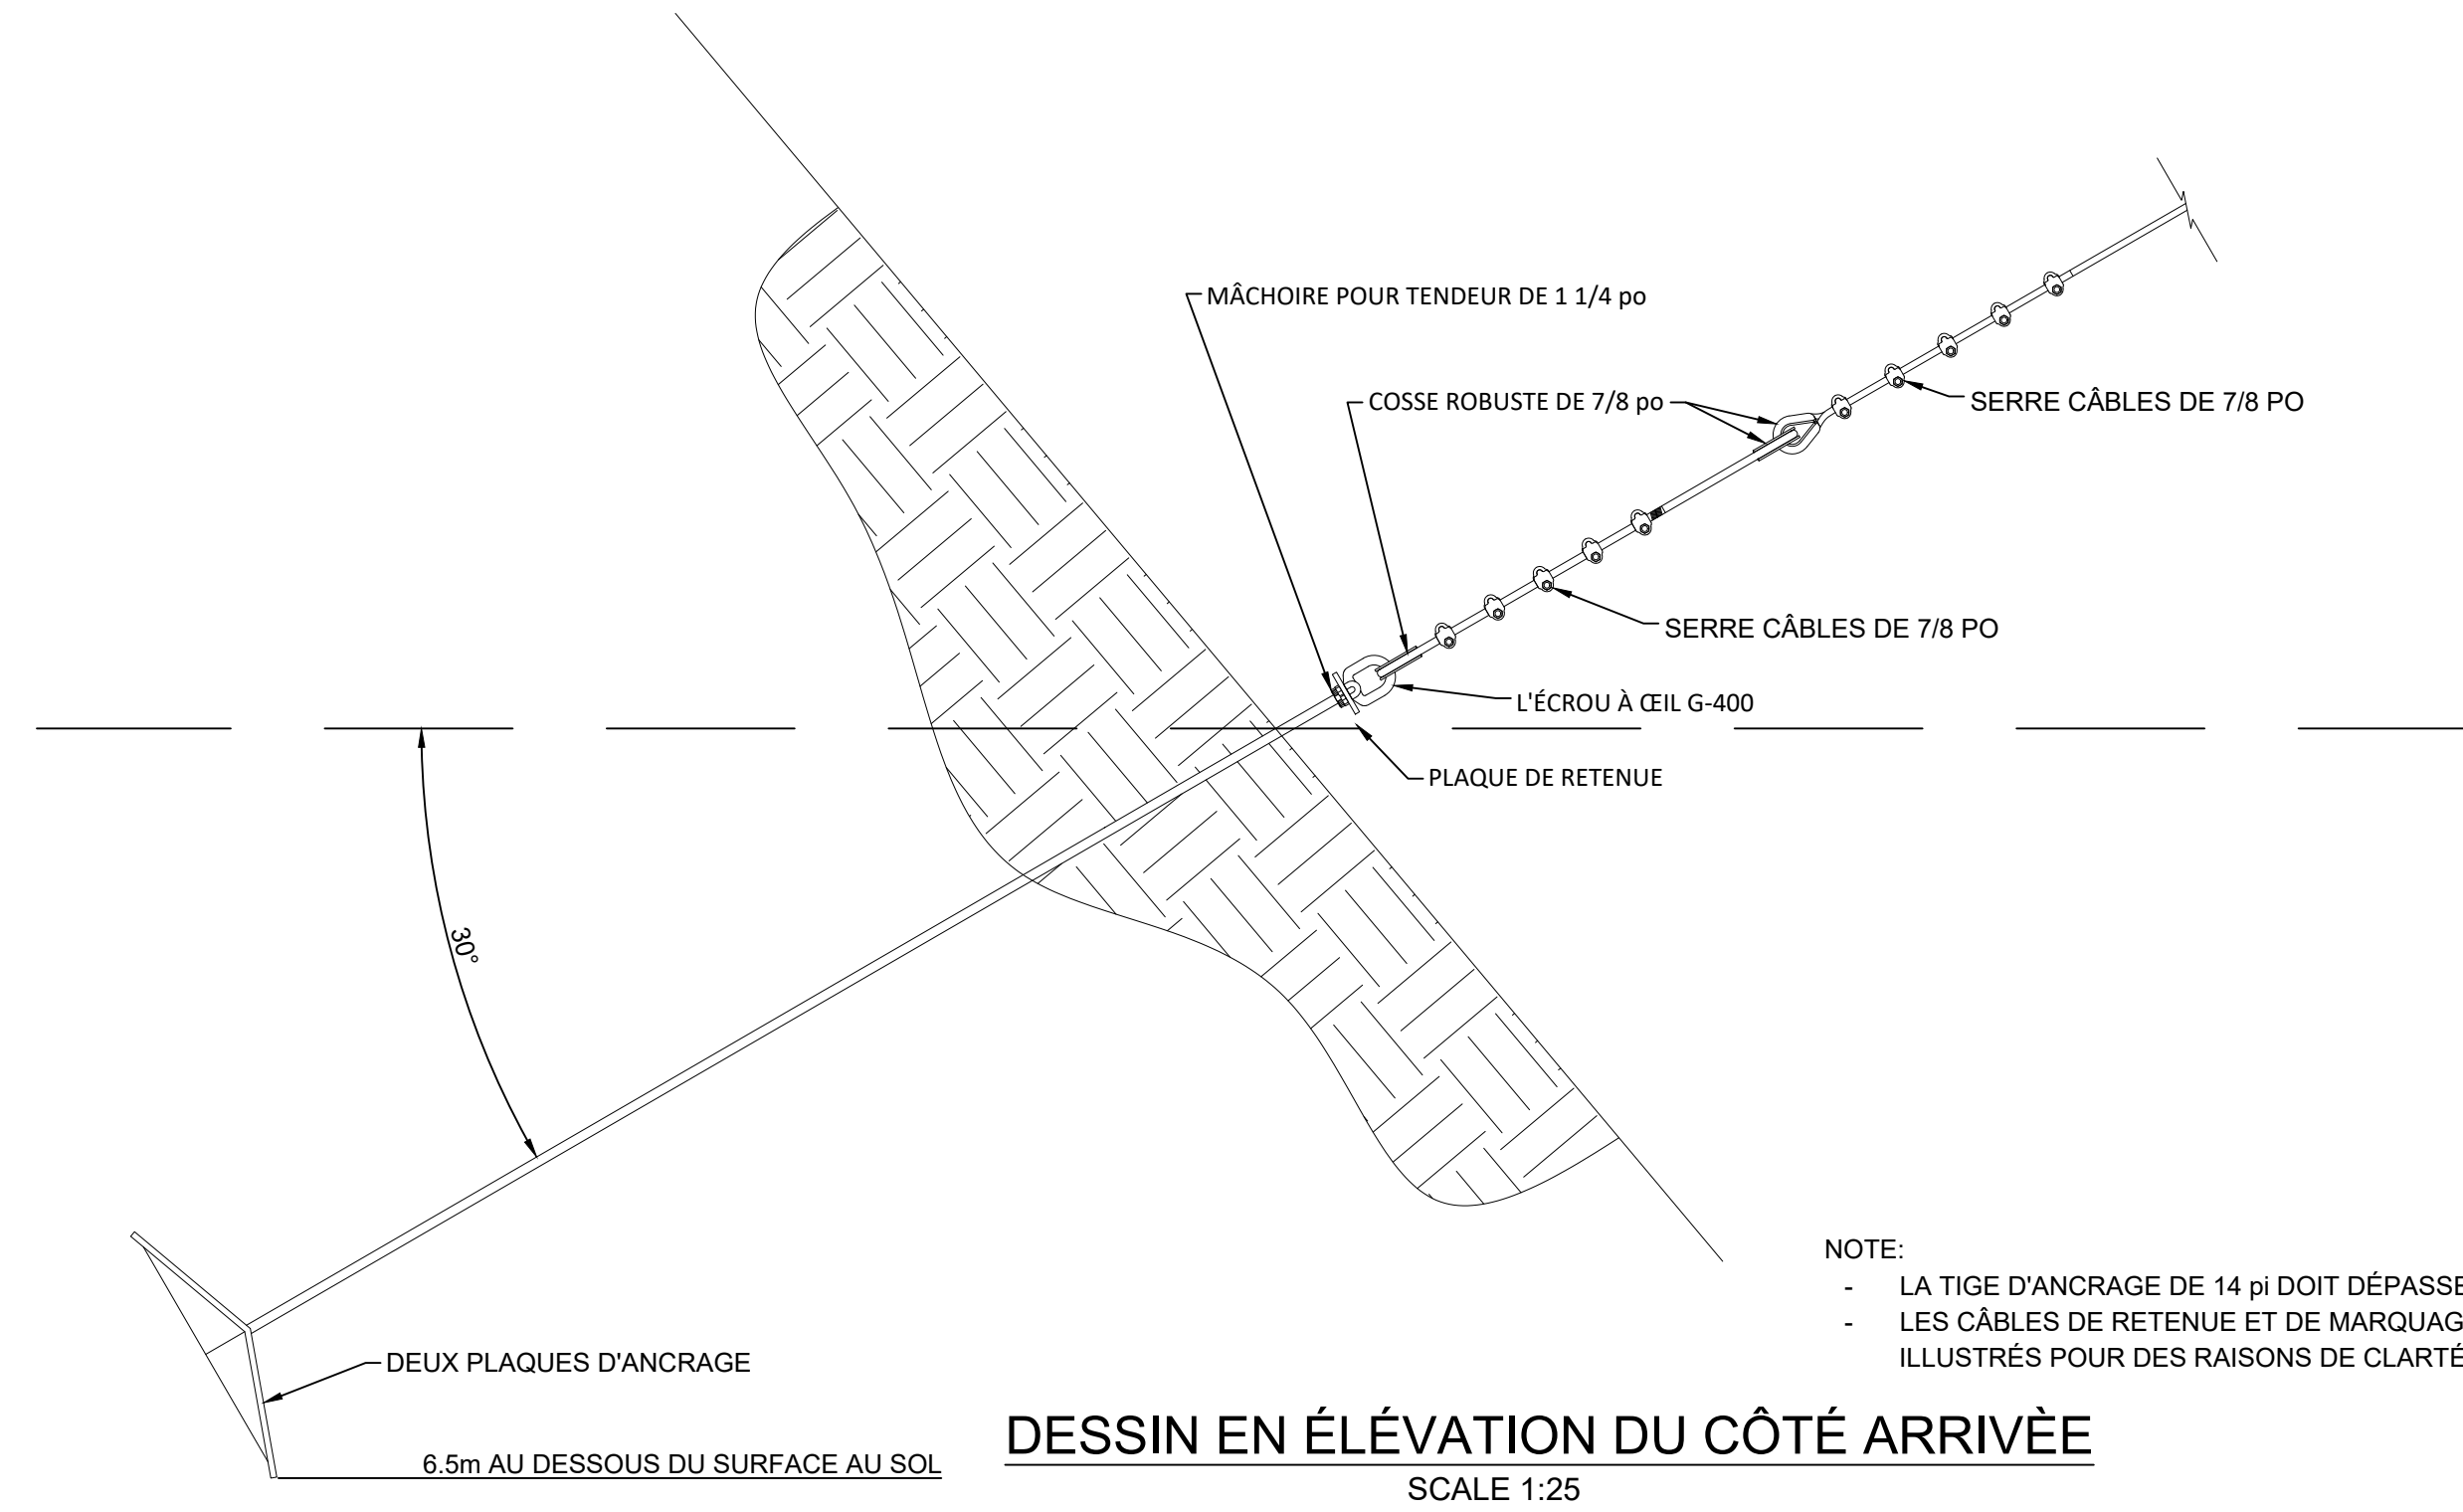 MÂCHOIRE POUR TENDEUR DE 1 1/4 po
COSSE ROBUSTE DE 7/8 po
SERRE CÂBLES DE 7/8 PO
SERRE CÂBLES DE 7/8 PO
L'ÉCROU À ŒIL G-400
PLAQUE DE RETENUE
30°
NOTE:
- LA TIGE D'ANCRAGE DE 14 pi DOIT DÉPASSE
- LES CÂBLES DE RETENUE ET DE MARQUAG
ILLUSTRÉS POUR DES RAISONS DE CLARTÉ
DEUX PLAQUES D'ANCRAGE
6.5m AU DESSOUS DU SURFACE AU SOL
DESSIN EN ÉLÉVATION DU CÔTÉ ARRIVÈE
SCALE 1:25